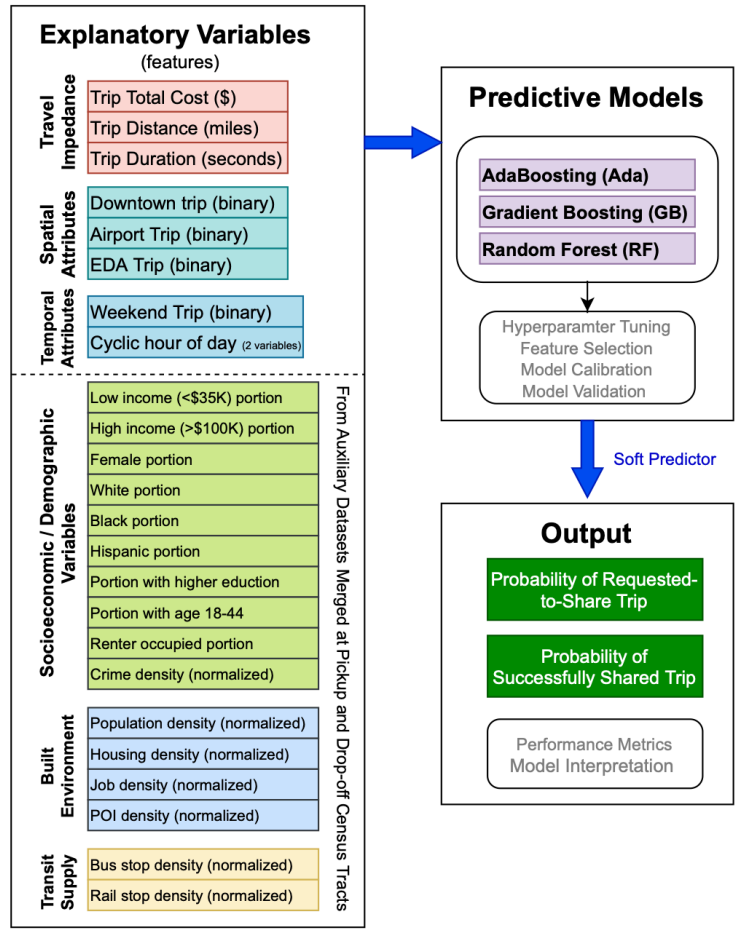 Explanatory Variables
(features)
Travel
Impedance
Trip Total Cost ($)
Trip Distance (miles)
Trip Duration (seconds)
Spatial
Attributes
Downtown trip (binary)
Airport Trip (binary)
EDA Trip (binary)
Temporal
Attributes
Weekend Trip (binary)
Cyclic hour of day (2 variables)
Socioeconomic / Demographic
Variables
Low income (<$35K) portion
High income (>$100K) portion
Female portion
White portion
Black portion
Hispanic portion
Portion with higher eduction
Portion with age 18-44
Renter occupied portion
Crime density (normalized)
Built
Environment
Population density (normalized)
Housing density (normalized)
Job density (normalized)
POI density (normalized)
Transit
Supply
Bus stop density (normalized)
Rail stop density (normalized)
From Auxiliary Datasets Merged at Pickup and Drop-off Census Tracts
Predictive Models
AdaBoosting (Ada)
Gradient Boosting (GB)
Random Forest (RF)
Hyperparamter Tuning
Feature Selection
Model Calibration
Model Validation
Soft Predictor
Output
Probability of Requested-
to-Share Trip
Probability of
Successfully Shared Trip
Performance Metrics
Model Interpretation